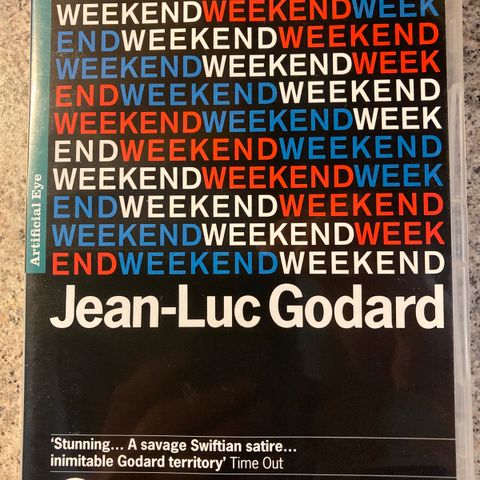 WEEKENDWEEKENDWEEK
ENDWEEKENDWEEKEND
WEEKENDWEEKENDWEEK
ENDWEEKENDWEEKEND
WEEKENDWEEKENDWEEK
ENDWEEKENDWEEKEND
WEEKENDWEEKENDWEEK
ENDWEEKENDWEEKEND
WEEKENDWEEKENDWEEK
ENDWEEKENDWEEKEND
Artificial Eye
Jean-Luc Godard
‘Stunning... A savage Swiftian satire...
inimitable Godard territory’ Time Out